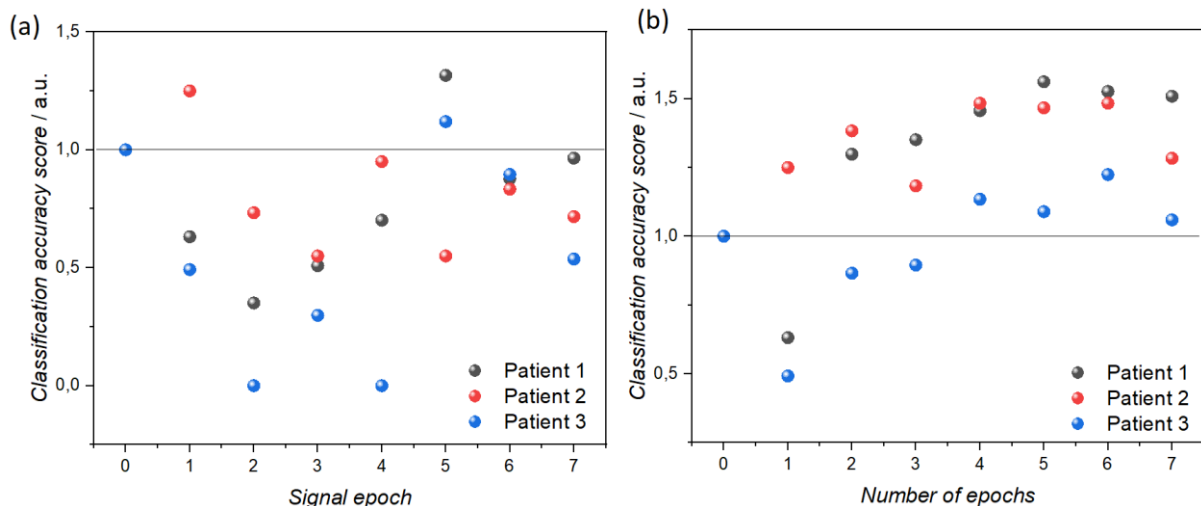 (a)
Classification accuracy score / a.u.
1,5
1,0
0,5
0,0
0 1 2 3 4 5 6 7
Signal epoch
Patient 1
Patient 2
Patient 3
(b)
Classification accuracy score / a.u.
1,5
1,0
0,5
0 1 2 3 4 5 6 7
Number of epochs
Patient 1
Patient 2
Patient 3